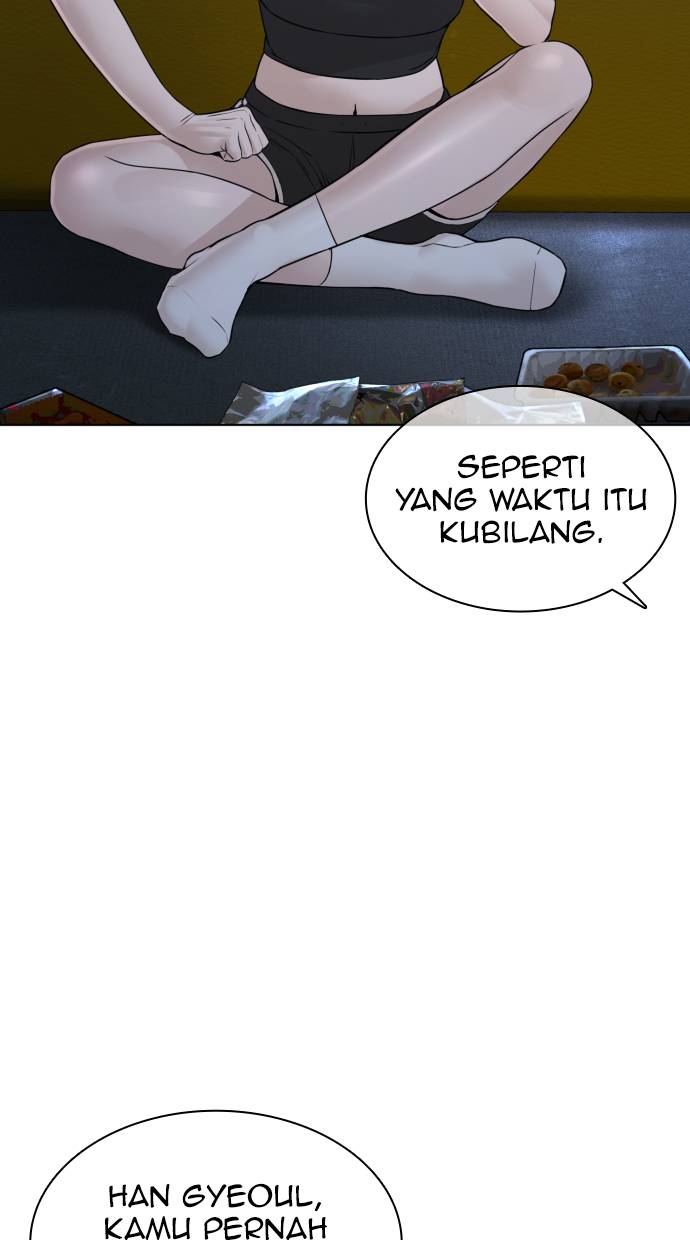 SEPERTI
YANG WAKTU ITU
KUBILANG.
HAN GYEOUL,
KAMU PERNAH